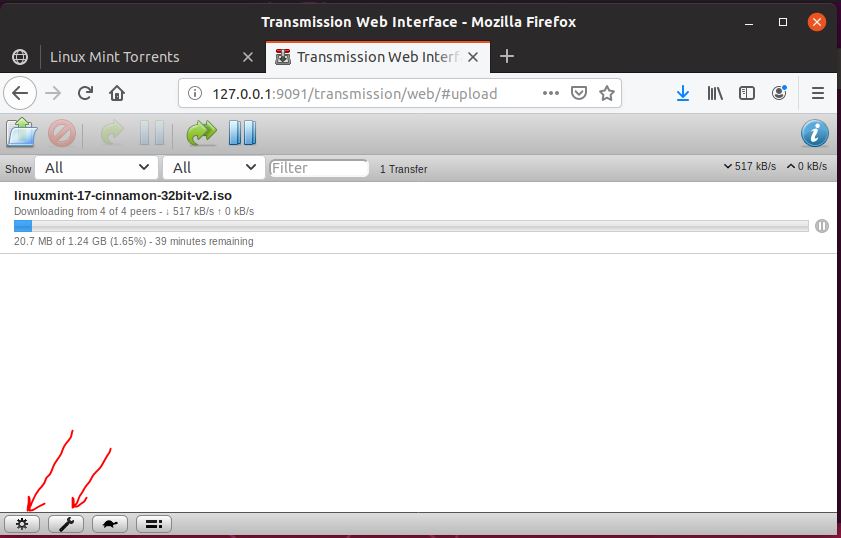 Transmission Web Interface - Mozilla Firefox
Linux Mint Torrents
Transmission Web Interf
127.0.0.1:9091/transmission/web/#upload
Show All All Filter 1 Transfer 517 kB/s 0 kB/s
linuxmint-17-cinnamon-32bit-v2.iso
Downloading from 4 of 4 peers - ↓ 517 kB/s ↑ 0 kB/s
20.7 MB of 1.24 GB (1.65%) - 39 minutes remaining